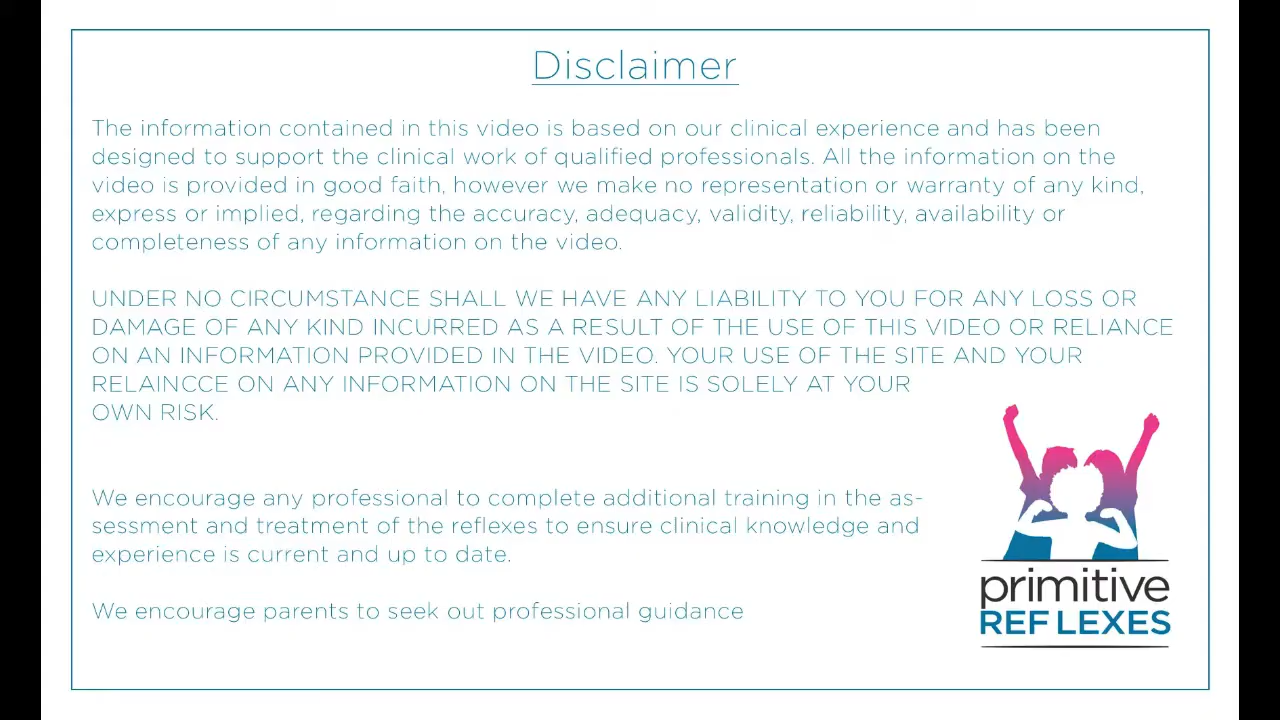 Disclaimer
The information contained in this video is based on our clinical experience and has been
designed to support the clinical work of qualified professionals. All the information on the
video is provided in good faith, however we make no representation or warranty of any kind,
express or implied, regarding the accuracy, adequacy, validity, reliability, availability or
completeness of any information on the video.
UNDER NO CIRCUMSTANCE SHALL WE HAVE ANY LIABILITY TO YOU FOR ANY LOSS OR
DAMAGE OF ANY KIND INCURRED AS A RESULT OF THE USE OF THIS VIDEO OR RELIANCE
ON AN INFORMATION PROVIDED IN THE VIDEO. YOUR USE OF THE SITE AND YOUR
RELAINCCE ON ANY INFORMATION ON THE SITE IS SOLELY AT YOUR
OWN RISK.
We encourage any professional to complete additional training in the as-
sessment and treatment of the reflexes to ensure clinical knowledge and
experience is current and up to date.
We encourage parents to seek out professional guidance
primitive
REFLEXES